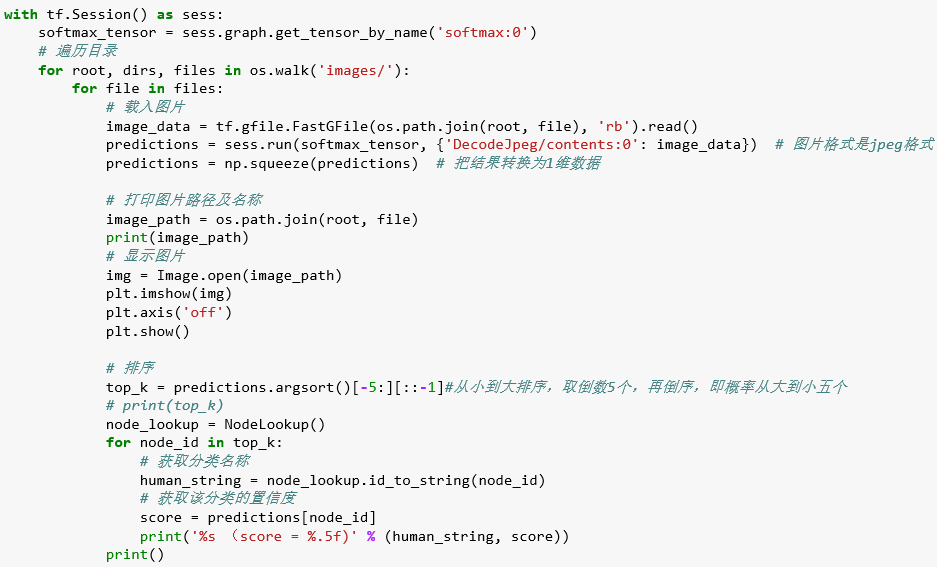 with tf.Session() as sess:
    softmax_tensor = sess.graph.get_tensor_by_name('softmax:0')
    # 遍历目录
    for root, dirs, files in os.walk('images/'):
        for file in files:
            # 载入图片
            image_data = tf.gfile.FastGFile(os.path.join(root, file), 'rb').read()
            predictions = sess.run(softmax_tensor, {'DecodeJpeg/contents:0': image_data})  # 图片格式是jpeg格式
            predictions = np.squeeze(predictions)  # 把结果转换为1维数据

            # 打印图片路径及名称
            image_path = os.path.join(root, file)
            print(image_path)
            # 显示图片
            img = Image.open(image_path)
            plt.imshow(img)
            plt.axis('off')
            plt.show()

            # 排序
            top_k = predictions.argsort()[-5:][::-1]#从小到大排序，取倒数5个，再倒序，即概率从大到小五个
            # print(top_k)
            node_lookup = NodeLookup()
            for node_id in top_k:
                # 获取分类名称
                human_string = node_lookup.id_to_string(node_id)
                # 获取该分类的置信度
                score = predictions[node_id]
                print('%s （score = %.5f)' % (human_string, score))
            print()